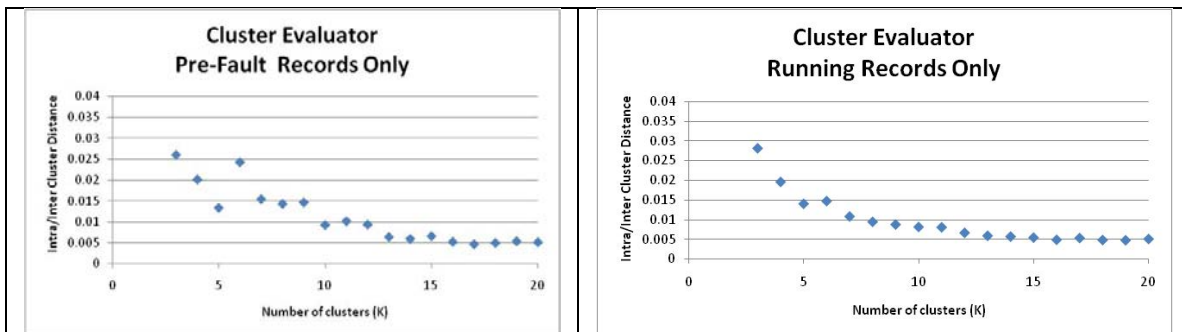 Cluster Evaluator
Pre-Fault Records Only
Intra/Inter Cluster Distance
0.04
0.035
0.03
0.025
0.02
0.015
0.01
0.005
0
0 5 10 15 20
Number of clusters (K)
Cluster Evaluator
Running Records Only
Intra/Inter Cluster Distance
0.04
0.035
0.03
0.025
0.02
0.015
0.01
0.005
0
0 5 10 15 20
Number of clusters (K)